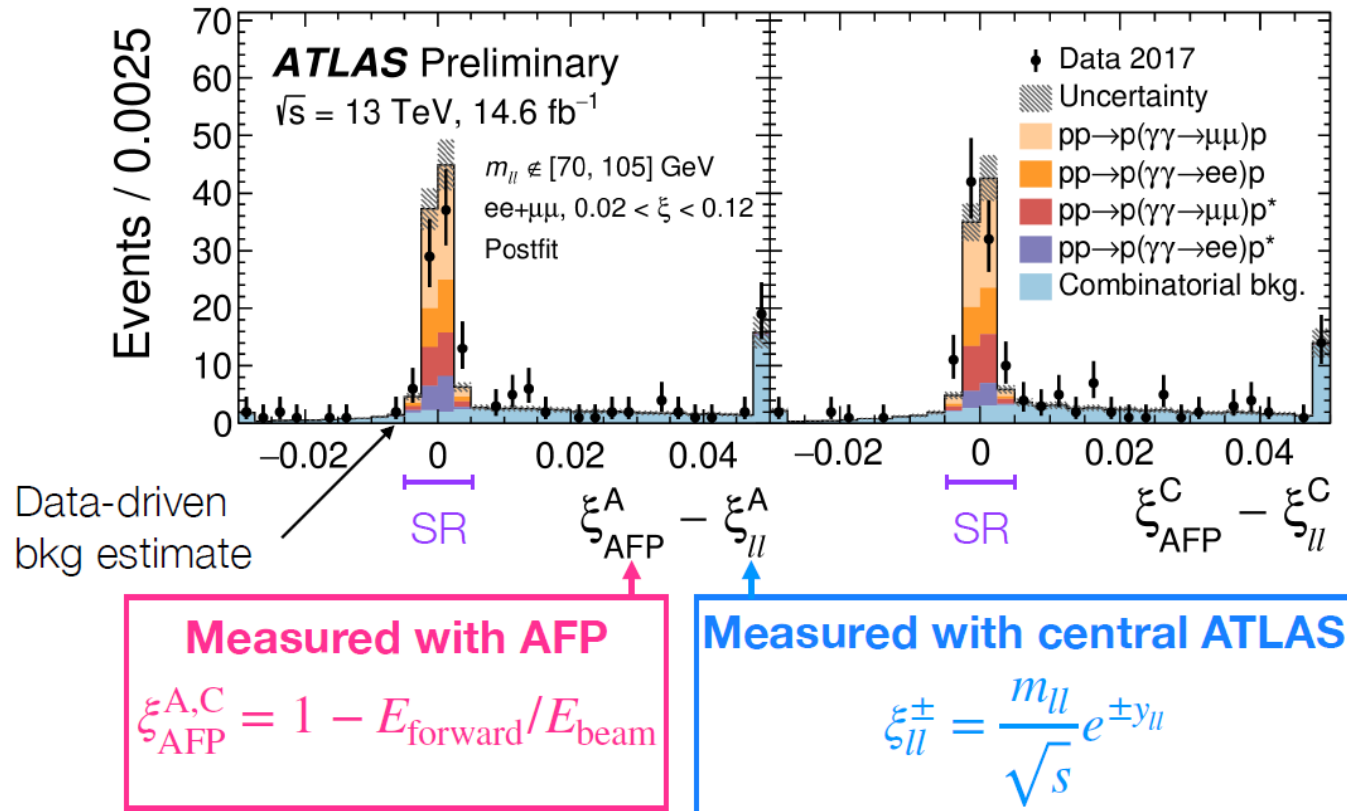 Events / 0.0025
70
60
50
40
30
20
10
0
ATLAS Preliminary
√s = 13 TeV, 14.6 fb⁻¹
m_ll ∉ [70, 105] GeV
ee+μμ, 0.02 < ξ < 0.12
Postfit
Data 2017
Uncertainty
pp→p(γγ→μμ)p
pp→p(γγ→ee)p
pp→p(γγ→μμ)p*
pp→p(γγ→ee)p*
Combinatorial bkg.
−0.02 0 0.02 0.04
−0.02 0 0.02 0.04
Data-driven
bkg estimate
SR
ξ^A_AFP − ξ^A_ll
SR
ξ^C_AFP − ξ^C_ll
Measured with AFP
ξ^A,C_AFP = 1 − E_forward/E_beam
Measured with central ATLAS
ξ^±_ll = m_ll/√s e^±y_ll